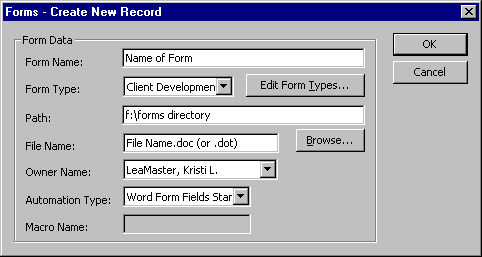 Forms - Create New Record
Form Data
Form Name: Name of Form
Form Type: Client Developmen Edit Form Types...
Path: f:\forms directory
File Name: File Name.doc (or .dot) Browse...
Owner Name: LeaMaster, Kristi L.
Automation Type: Word Form Fields Star
Macro Name:
OK
Cancel